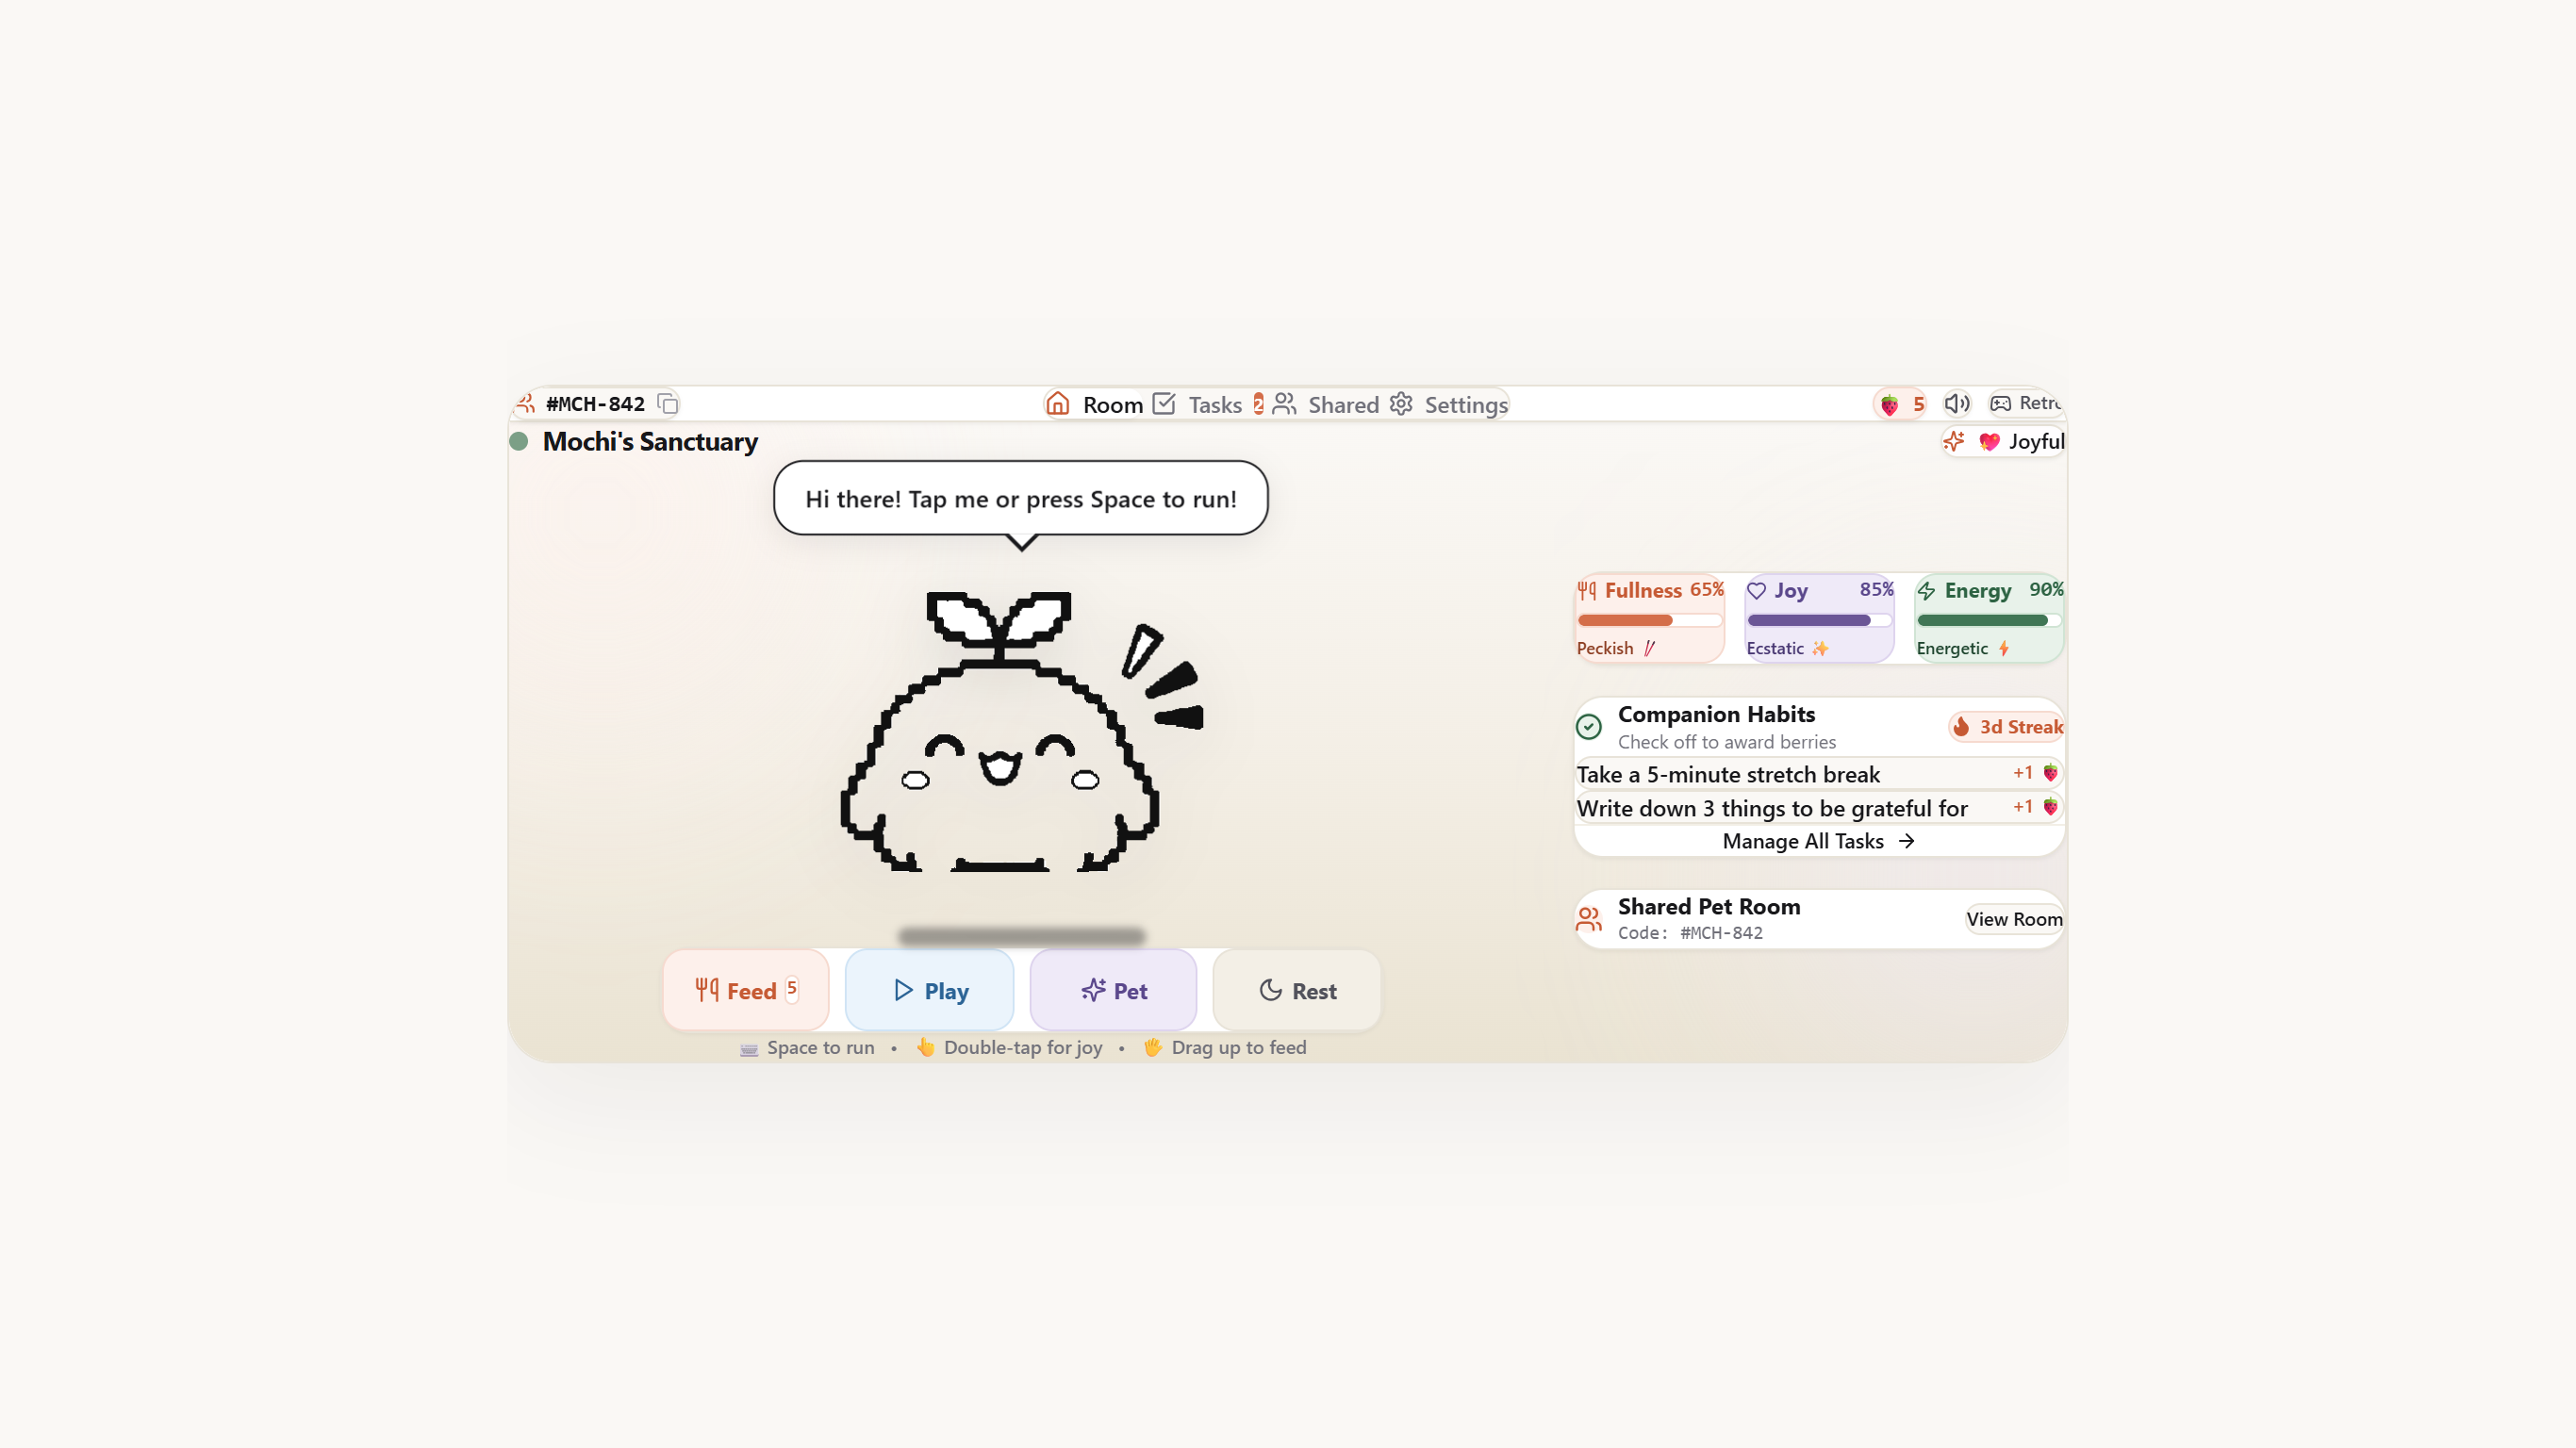 #MCH-842
Room Tasks 2 Shared Settings
5
Retro
Mochi's Sanctuary
Joyful
Hi there! Tap me or press Space to run!
Fullness 65%
Peckish
Joy 85%
Ecstatic
Energy 90%
Energetic
Companion Habits
Check off to award berries
3d Streak
Take a 5-minute stretch break +1
Write down 3 things to be grateful for +1
Manage All Tasks →
Shared Pet Room
Code: #MCH-842
View Room
Feed 5
Play
Pet
Rest
Space to run • Double-tap for joy • Drag up to feed